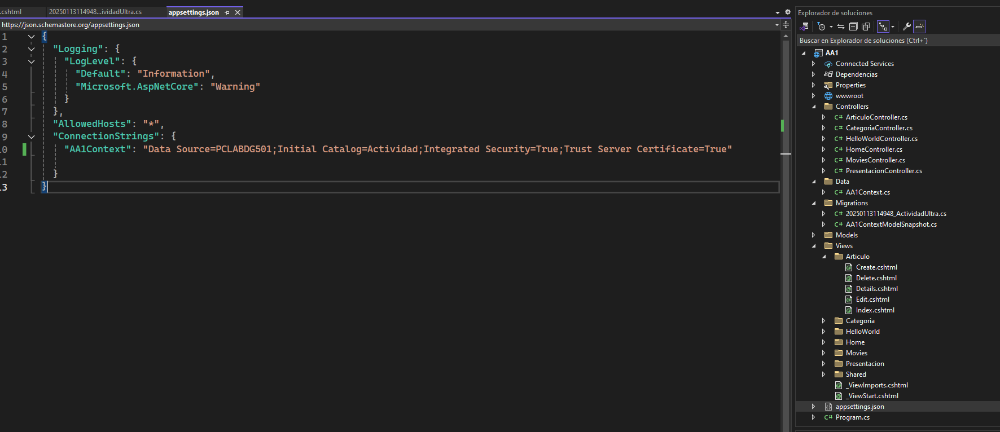 .cshtml
20250113114948...ividadUltra.cs
appsettings.json
https://json.schemastore.org/appsettings.json
1 {
2 "Logging": {
3 "LogLevel": {
4 "Default": "Information",
5 "Microsoft.AspNetCore": "Warning"
6 }
7 },
8 "AllowedHosts": "*",
9 "ConnectionStrings": {
0 "AA1Context": "Data Source=PCLABDG501;Initial Catalog=Actividad;Integrated Security=True;Trust Server Certificate=True"
1
2 }
3 }
Explorador de soluciones
Buscar en Explorador de soluciones (Ctrl+´)
AA1
Connected Services
Dependencias
Properties
wwwroot
Controllers
C# ArticuloController.cs
C# CategoriaController.cs
C# HelloWorldController.cs
C# HomeController.cs
C# MoviesController.cs
C# PresentacionController.cs
Data
C# AA1Context.cs
Migrations
C# 20250113114948_ActividadUltra.cs
C# AA1ContextModelSnapshot.cs
Models
Views
Articulo
Create.cshtml
Delete.cshtml
Details.cshtml
Edit.cshtml
Index.cshtml
Categoria
HelloWorld
Home
Movies
Presentacion
Shared
_ViewImports.cshtml
_ViewStart.cshtml
appsettings.json
C# Program.cs